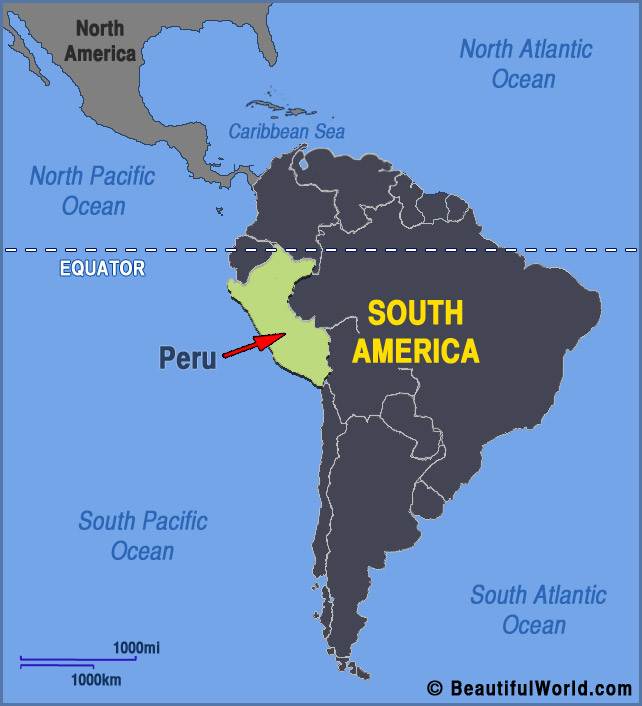 North
America
North Atlantic
Ocean
Caribbean Sea
North Pacific
Ocean
EQUATOR
SOUTH
AMERICA
Peru
South Pacific
Ocean
South Atlantic
Ocean
1000mi
1000km
© BeautifulWorld.com